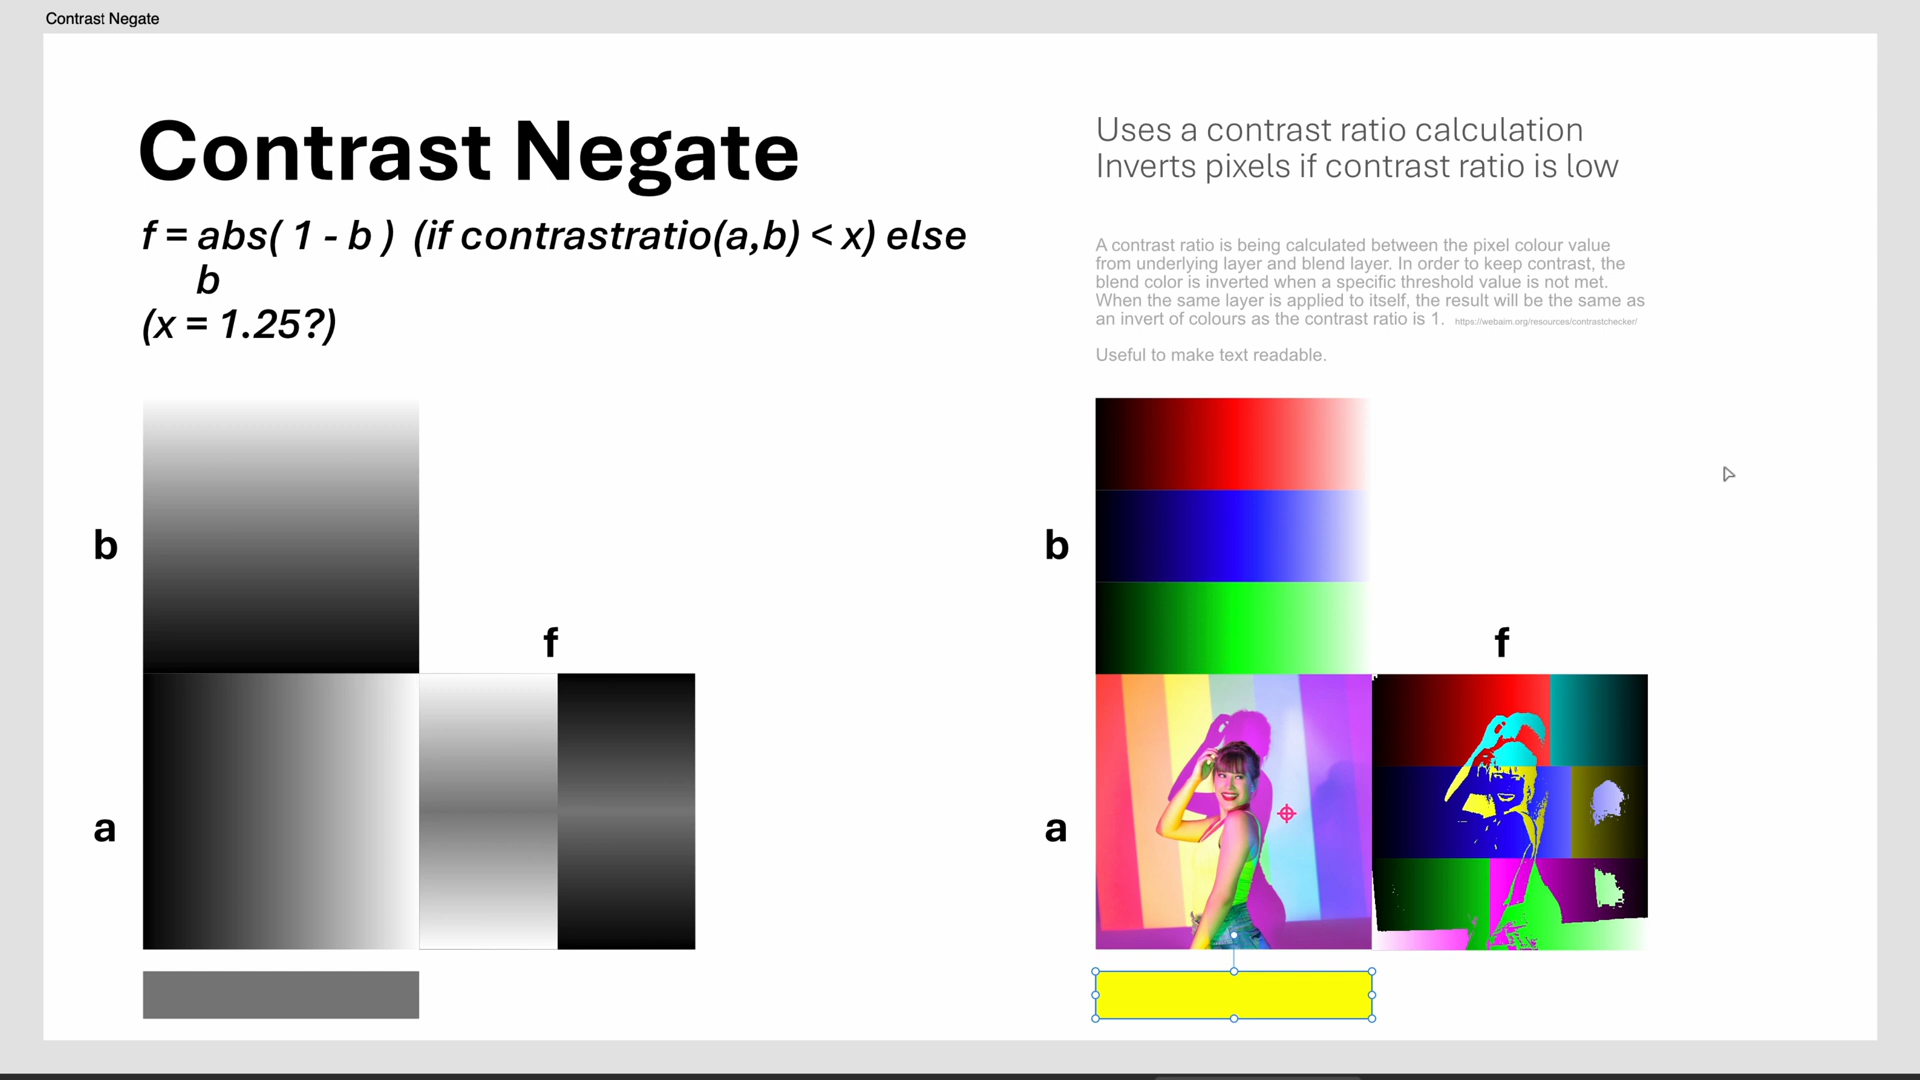 Contrast Negate
Contrast Negate
f = abs( 1 - b )  (if contrastratio(a,b) < x) else
b
(x = 1.25?)
Uses a contrast ratio calculation
Inverts pixels if contrast ratio is low
A contrast ratio is being calculated between the pixel colour value
from underlying layer and blend layer. In order to keep contrast, the
blend color is inverted when a specific threshold value is not met.
When the same layer is applied to itself, the result will be the same as
an invert of colours as the contrast ratio is 1. https://webaim.org/resources/contrastchecker/
Useful to make text readable.
b
f
a
b
f
a